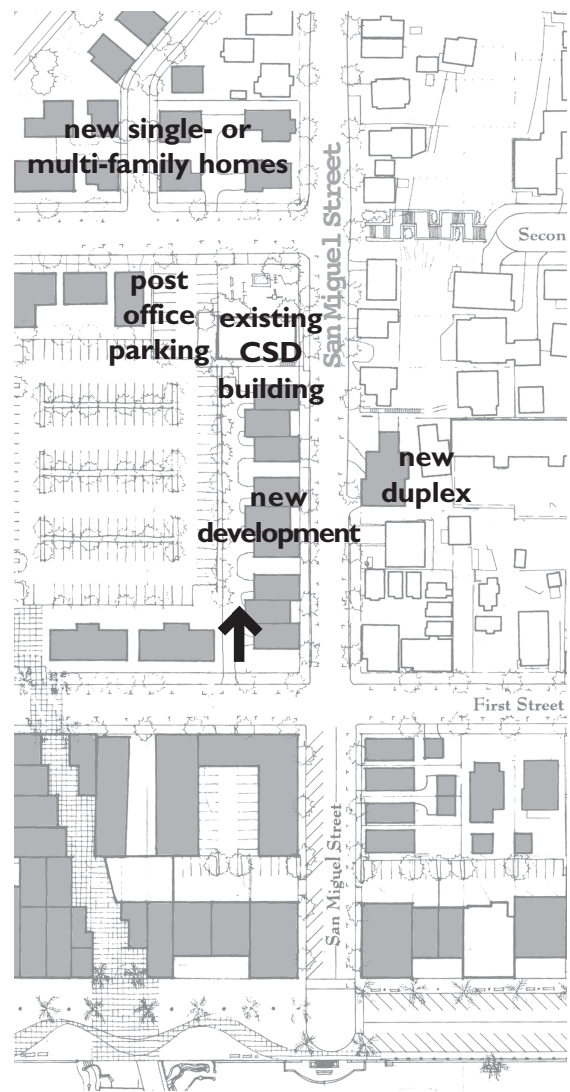 new single- or
multi-family homes
San Miguel Street
Secon
post
office
parking
existing
CSD
building
new
duplex
new
development
First Street
San Miguel Street